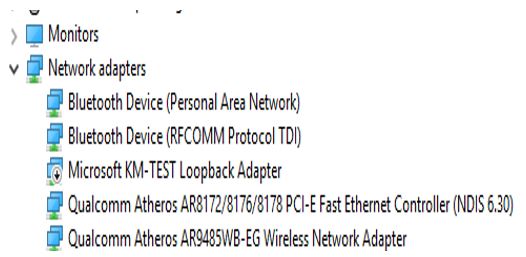 Monitors
Network adapters
Bluetooth Device (Personal Area Network)
Bluetooth Device (RFCOMM Protocol TDI)
Microsoft KM-TEST Loopback Adapter
Qualcomm Atheros AR8172/8176/8178 PCI-E Fast Ethernet Controller (NDIS 6.30)
Qualcomm Atheros AR9485WB-EG Wireless Network Adapter